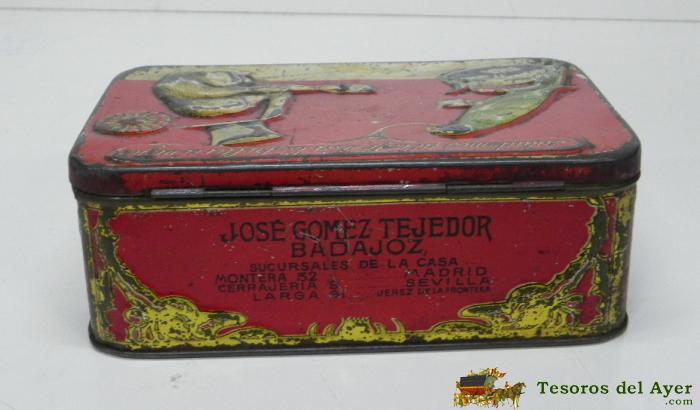 JOSÉ GOMEZ TEJEDOR
BADAJOZ,
SUCURSALES DE LA CASA
MONTERA 52 MADRID
CERRAJERIA SEVILLA
LARGA JEREZ DE LA FRONTERA
Tesoros del Ayer
.com